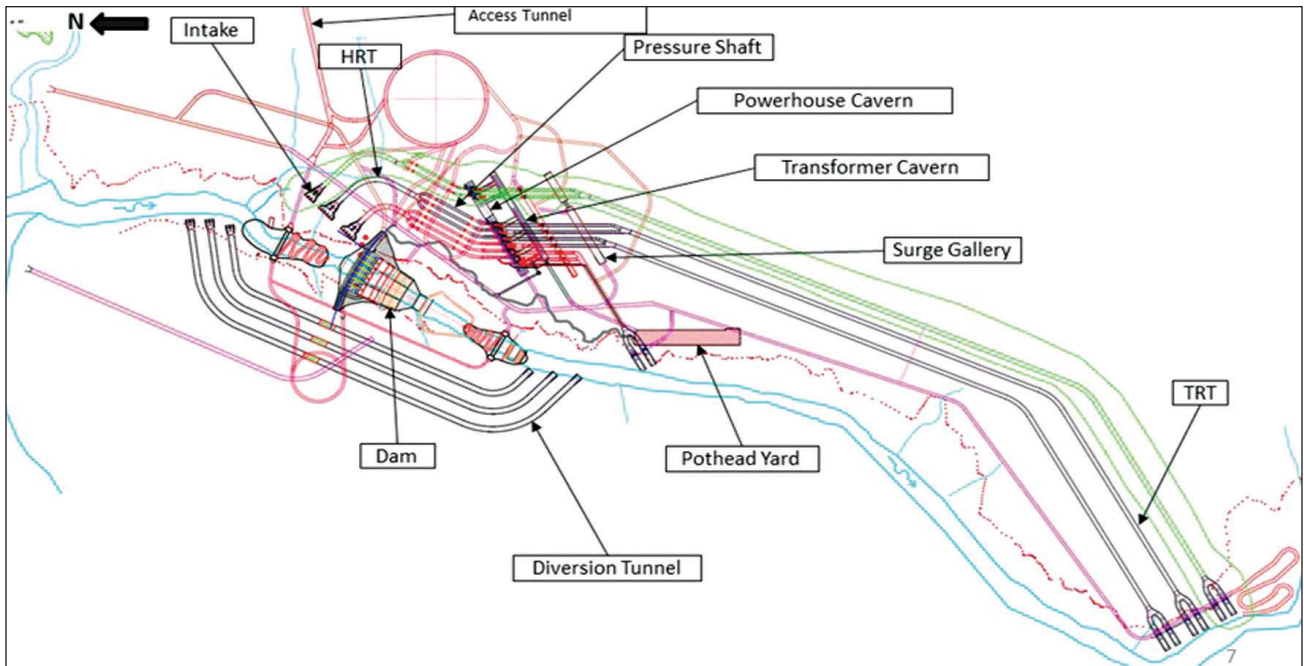 N
Access Tunnel
Intake
HRT
Pressure Shaft
Powerhouse Cavern
Transformer Cavern
Surge Gallery
TRT
Dam
Pothead Yard
Diversion Tunnel
7